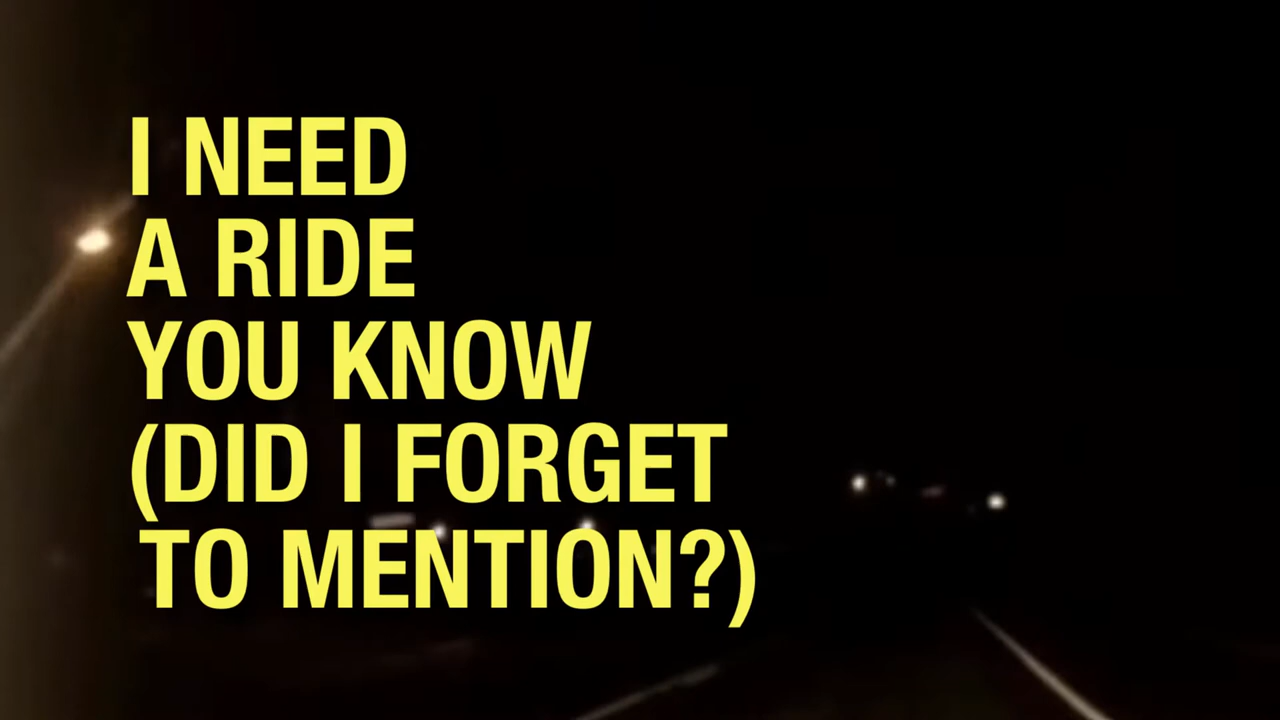 I NEED
A RIDE
YOU KNOW
(DID I FORGET
TO MENTION?)